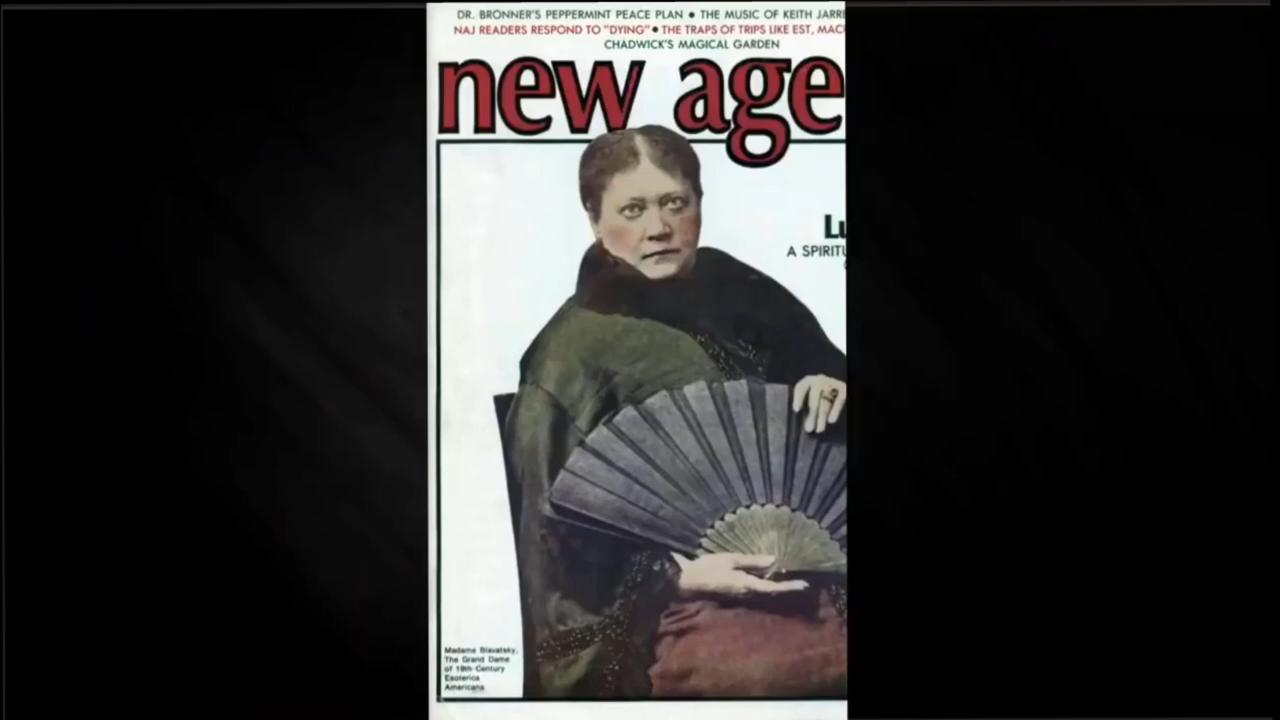 DR. BRONNER'S PEPPERMINT PEACE PLAN • THE MUSIC OF KEITH JARRE
NAJ READERS RESPOND TO "DYING" • THE TRAPS OF TRIPS LIKE EST, MAC
CHADWICK'S MAGICAL GARDEN
new age
Lu
A SPIRITU
Madame Blavatsky,
The Grand Dame
of 19th Century
Esoterica
Americana